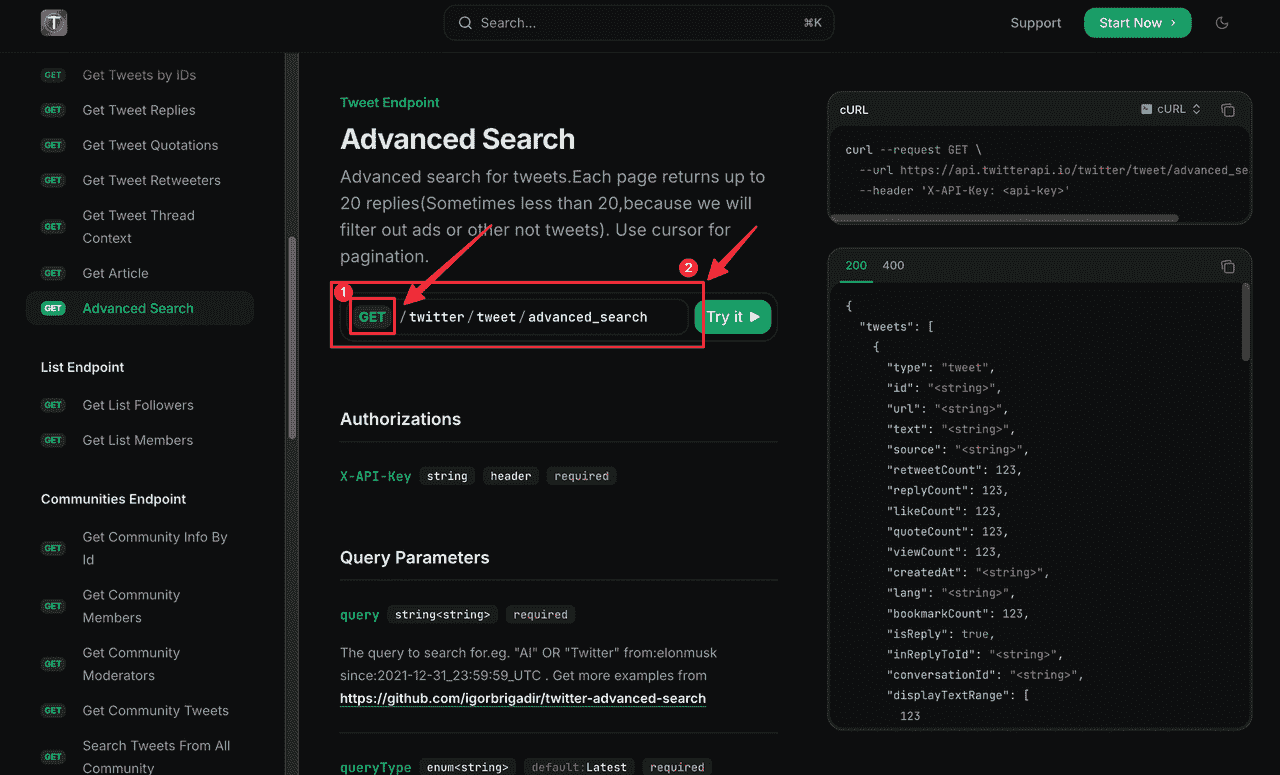 T
Search...
⌘K
Support
Start Now
GET Get Tweets by IDs
GET Get Tweet Replies
GET Get Tweet Quotations
GET Get Tweet Retweeters
GET Get Tweet Thread
Context
GET Get Article
GET Advanced Search
List Endpoint
GET Get List Followers
GET Get List Members
Communities Endpoint
GET Get Community Info By
Id
GET Get Community
Members
GET Get Community
Moderators
GET Get Community Tweets
GET Search Tweets From All
Community
Tweet Endpoint
Advanced Search
Advanced search for tweets.Each page returns up to
20 replies(Sometimes less than 20,because we will
filter out ads or other not tweets). Use cursor for
pagination.
1
2
GET /twitter/tweet/advanced_search
Try it
Authorizations
X-API-Key string header required
Query Parameters
query string<string> required
The query to search for.eg. "AI" OR "Twitter" from:elonmusk
since:2021-12-31_23:59:59_UTC . Get more examples from
https://github.com/igorbrigadir/twitter-advanced-search
queryType enum<string> default:Latest required
cURL
cURL
curl --request GET \
--url https://api.twitterapi.io/twitter/tweet/advanced_se
--header 'X-API-Key: <api-key>'
200 400
{
"tweets": [
{
"type": "tweet",
"id": "<string>",
"url": "<string>",
"text": "<string>",
"source": "<string>",
"retweetCount": 123,
"replyCount": 123,
"likeCount": 123,
"quoteCount": 123,
"viewCount": 123,
"createdAt": "<string>",
"lang": "<string>",
"bookmarkCount": 123,
"isReply": true,
"inReplyToId": "<string>",
"conversationId": "<string>",
"displayTextRange": [
123